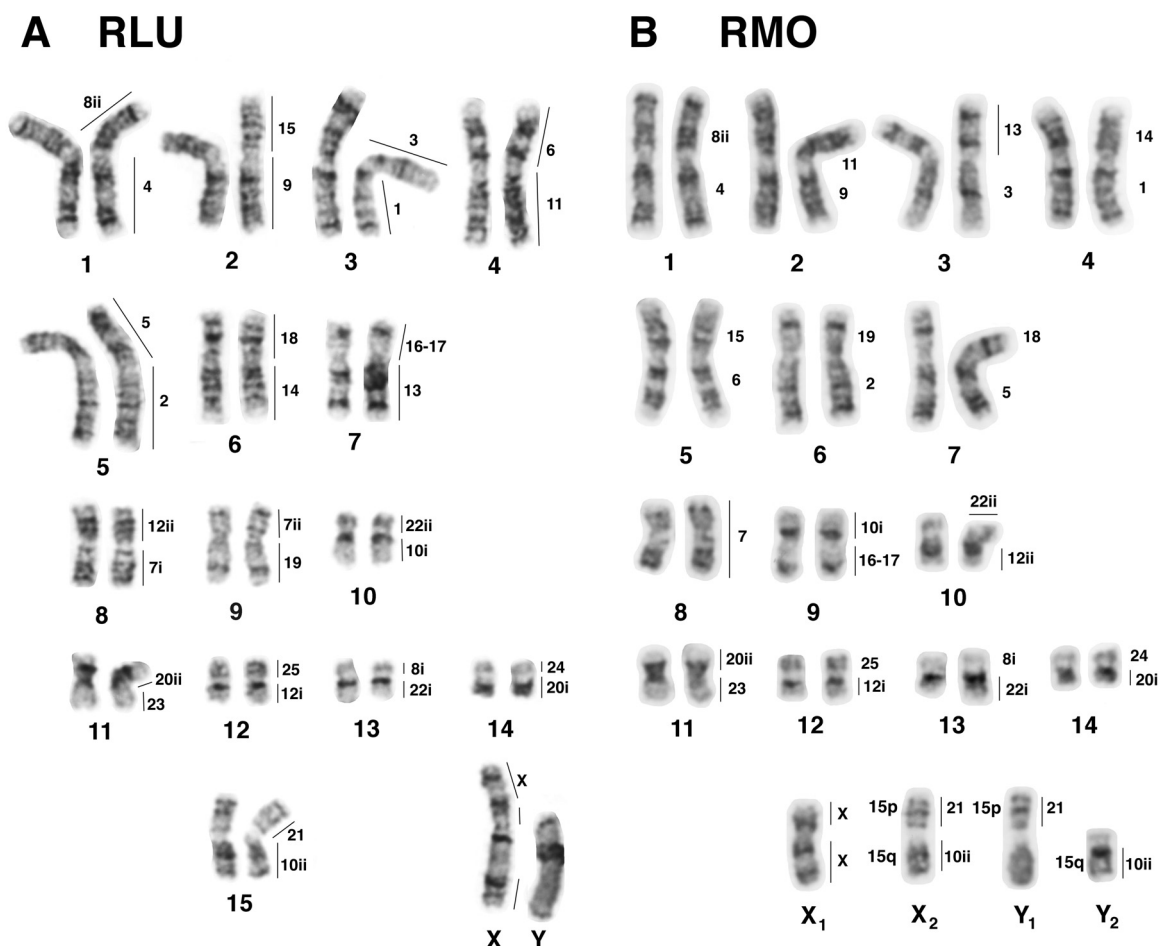 A RLU
8ii
4
1
15
9
2
3
1
3
6
11
4
5
2
5
18
14
6
16-17
13
7
12ii
7i
8
7ii
19
9
22ii
10i
10
20ii
23
11
25
12i
12
8i
22i
13
24
20i
14
21
10ii
15
X
X Y
B RMO
8ii
4
1
11
9
2
13
3
3
14
1
4
15
6
5
19
2
6
18
5
7
7
8
10i
16-17
9
22ii
12ii
10
20ii
23
11
25
12i
12
8i
22i
13
24
20i
14
X
X
X1
15p 21
15q 10ii
X2
15p 21
Y1
15q 10ii
Y2